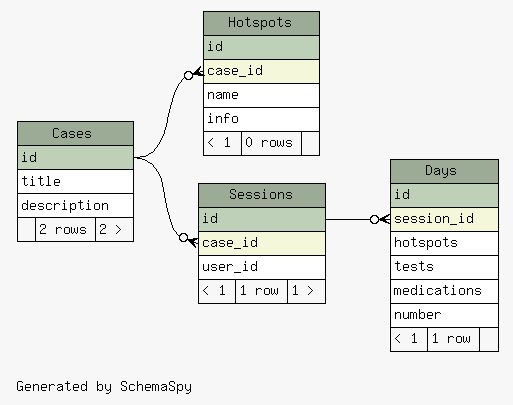 Hotspots
id
case_id
name
info
< 1 0 rows
Cases
id
title
description
2 rows 2 >
Sessions
id
case_id
user_id
< 1 1 row 1 >
Days
id
session_id
hotspots
tests
medications
number
< 1 1 row
Generated by SchemaSpy